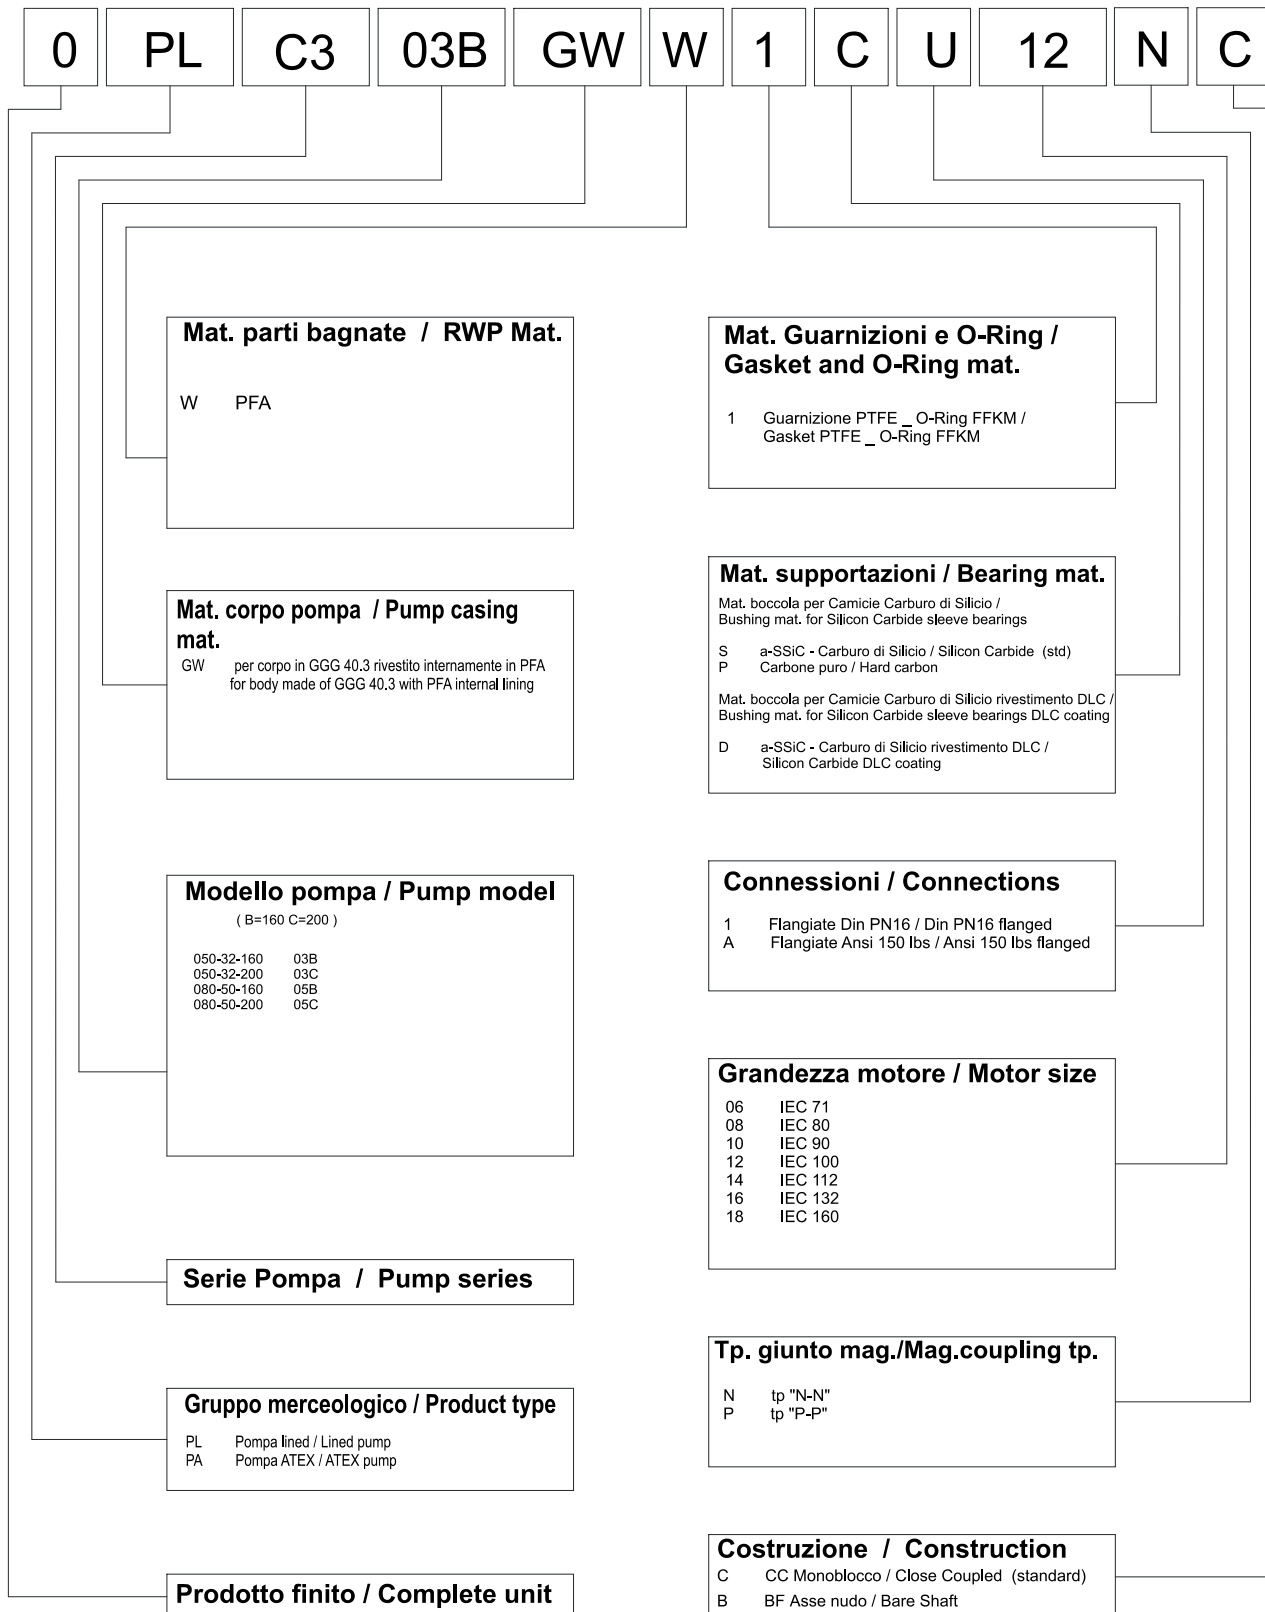 0 PL C3 03B GW W 1 C U 12 N C
Mat. parti bagnate / RWP Mat.
W PFA
Mat. corpo pompa / Pump casing
mat.
GW per corpo in GGG 40.3 rivestito internamente in PFA
for body made of GGG 40.3 with PFA internal lining
Modello pompa / Pump model
( B=160 C=200 )
050-32-160 03B
050-32-200 03C
080-50-160 05B
080-50-200 05C
Serie Pompa / Pump series
Gruppo merceologico / Product type
PL Pompa lined / Lined pump
PA Pompa ATEX / ATEX pump
Prodotto finito / Complete unit
Mat. Guarnizioni e O-Ring /
Gasket and O-Ring mat.
1 Guarnizione PTFE _ O-Ring FFKM /
Gasket PTFE _ O-Ring FFKM
Mat. supportazioni / Bearing mat.
Mat. boccola per Camicie Carburo di Silicio /
Bushing mat. for Silicon Carbide sleeve bearings
S a-SSiC - Carburo di Silicio / Silicon Carbide (std)
P Carbone puro / Hard carbon
Mat. boccola per Camicie Carburo di Silicio rivestimento DLC /
Bushing mat. for Silicon Carbide sleeve bearings DLC coating
D a-SSiC - Carburo di Silicio rivestimento DLC /
Silicon Carbide DLC coating
Connessioni / Connections
1 Flangiate Din PN16 / Din PN16 flanged
A Flangiate Ansi 150 lbs / Ansi 150 lbs flanged
Grandezza motore / Motor size
06 IEC 71
08 IEC 80
10 IEC 90
12 IEC 100
14 IEC 112
16 IEC 132
18 IEC 160
Tp. giunto mag./Mag.coupling tp.
N tp "N-N"
P tp "P-P"
Costruzione / Construction
C CC Monoblocco / Close Coupled (standard)
B BF Asse nudo / Bare Shaft